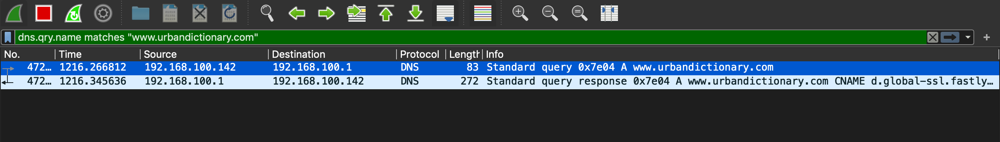 dns.qry.name matches "www.urbandictionary.com"
No. Time Source Destination Protocol Length Info
472… 1216.266812 192.168.100.142 192.168.100.1 DNS 83 Standard query 0x7e04 A www.urbandictionary.com
472… 1216.345636 192.168.100.1 192.168.100.142 DNS 272 Standard query response 0x7e04 A www.urbandictionary.com CNAME d.global-ssl.fastly…